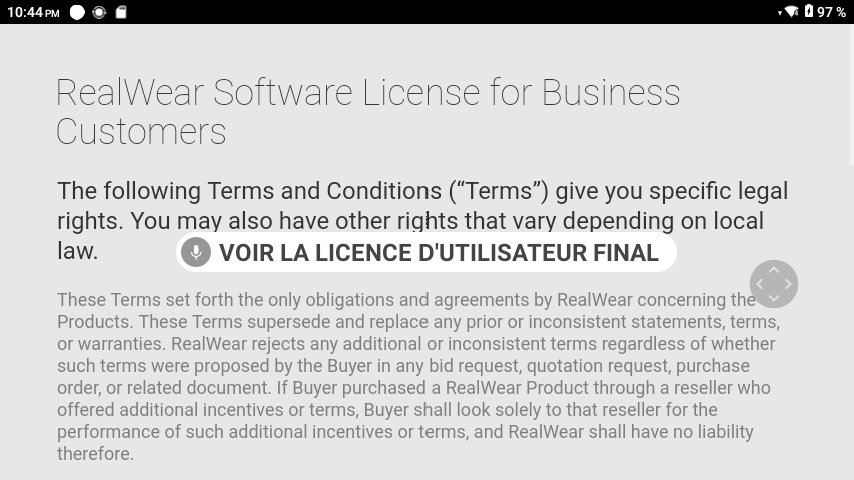 10:44 PM
97 %
RealWear Software License for Business
Customers
The following Terms and Conditions (“Terms”) give you specific legal
rights. You may also have other rights that vary depending on local
law.
VOIR LA LICENCE D'UTILISATEUR FINAL
These Terms set forth the only obligations and agreements by RealWear concerning the
Products. These Terms supersede and replace any prior or inconsistent statements, terms,
or warranties. RealWear rejects any additional or inconsistent terms regardless of whether
such terms were proposed by the Buyer in any bid request, quotation request, purchase
order, or related document. If Buyer purchased a RealWear Product through a reseller who
offered additional incentives or terms, Buyer shall look solely to that reseller for the
performance of such additional incentives or terms, and RealWear shall have no liability
therefore.